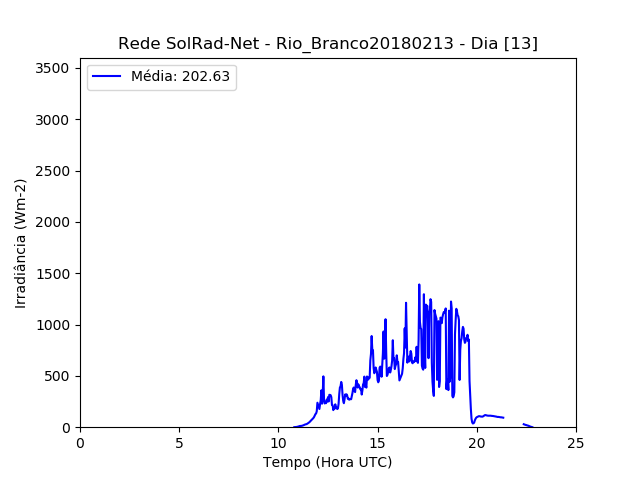 Rede SolRad-Net - Rio_Branco20180213 - Dia [13]
Média: 202.63
3500
3000
2500
2000
1500
1000
500
0
Irradiância (Wm-2)
0 5 10 15 20 25
Tempo (Hora UTC)